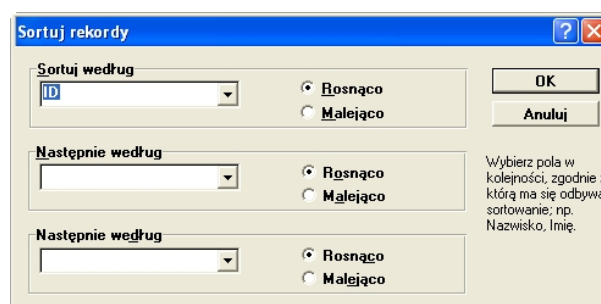 Sortuj rekordy
Sortuj według
ID
Rosnąco
Malejąco
OK
Anuluj
Następnie według
Rosnąco
Malejąco
Wybierz pola w
kolejności, zgodnie
którą ma się odbywa
sortowanie; np.
Nazwisko, Imię.
Następnie według
Rosnąco
Malejąco